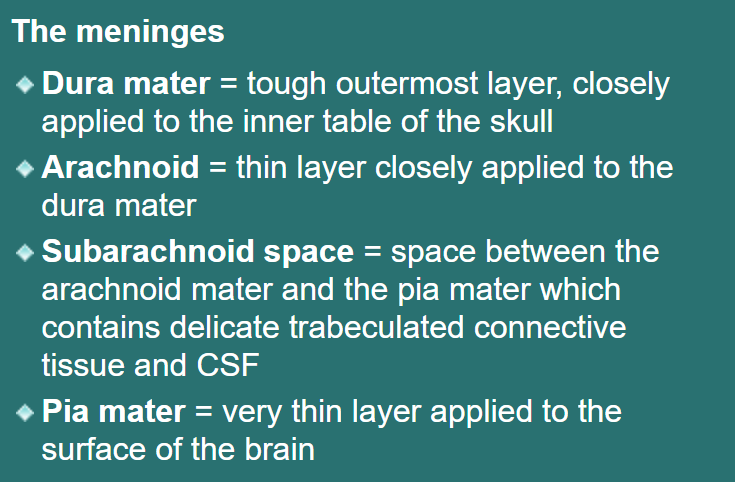 The meninges
Dura mater = tough outermost layer, closely
applied to the inner table of the skull
Arachnoid = thin layer closely applied to the
dura mater
Subarachnoid space = space between the
arachnoid mater and the pia mater which
contains delicate trabeculated connective
tissue and CSF
Pia mater = very thin layer applied to the
surface of the brain